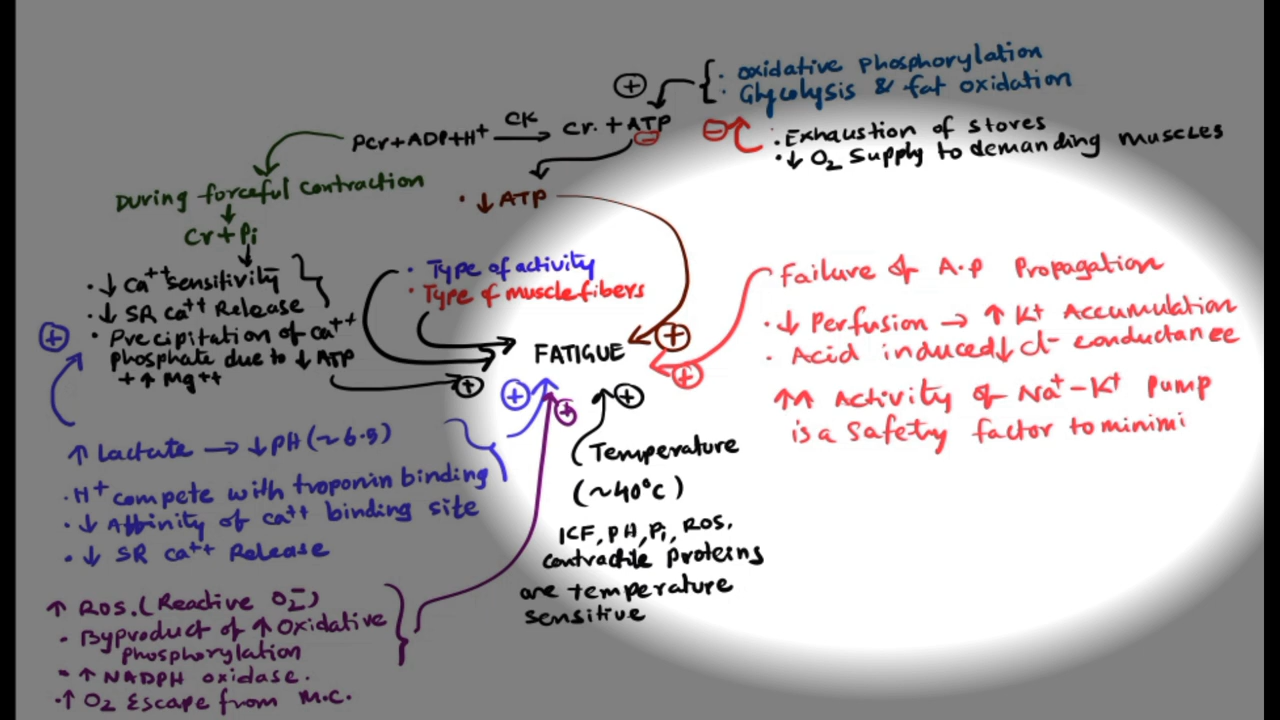 ⊕
· oxidative phosphorylation
· Glycolysis & fat oxidation
PCr+ADP+H⁺ CK → Cr. + ATP
⊖
⊖
· Exhaustion of stores
· ↓ O₂ Supply to demanding muscles
During forceful contraction
↓
Cr + Pi
· ↓ ATP
· ↓ Ca⁺⁺ sensitivity
· ↓ SR Ca⁺⁺ Release
· Precipitation of Ca⁺⁺
phosphate due to ↓ ATP
+ ↑ Mg⁺⁺
⊕
⊕
· Type of activity
· Type of muscle fibers
FATIGUE
⊕
⊕
⊕
⊕
⊕
Failure of A.p Propagation
· ↓ Perfusion → ↑ K⁺ Accumulation
· Acid induced ↓ Cl⁻ conductance
↑↑ Activity of Na⁺-K⁺ pump
is a safety factor to minimi
↑ Lactate → ↓ PH (~6.5)
· H⁺ compete with troponin binding
· ↓ Affinity of Ca⁺⁺ binding site
· ↓ SR Ca⁺⁺ Release
Temperature
(~40°C)
ICF, PH, Pi, ROS,
contractile proteins
are temperature
sensitive
↑ ROS. (Reactive O₂⁻)
· Byproduct of ↑ Oxidative
phosphorylation
· ↑ NADPH oxidase.
· ↑ O₂ Escape from M.C.